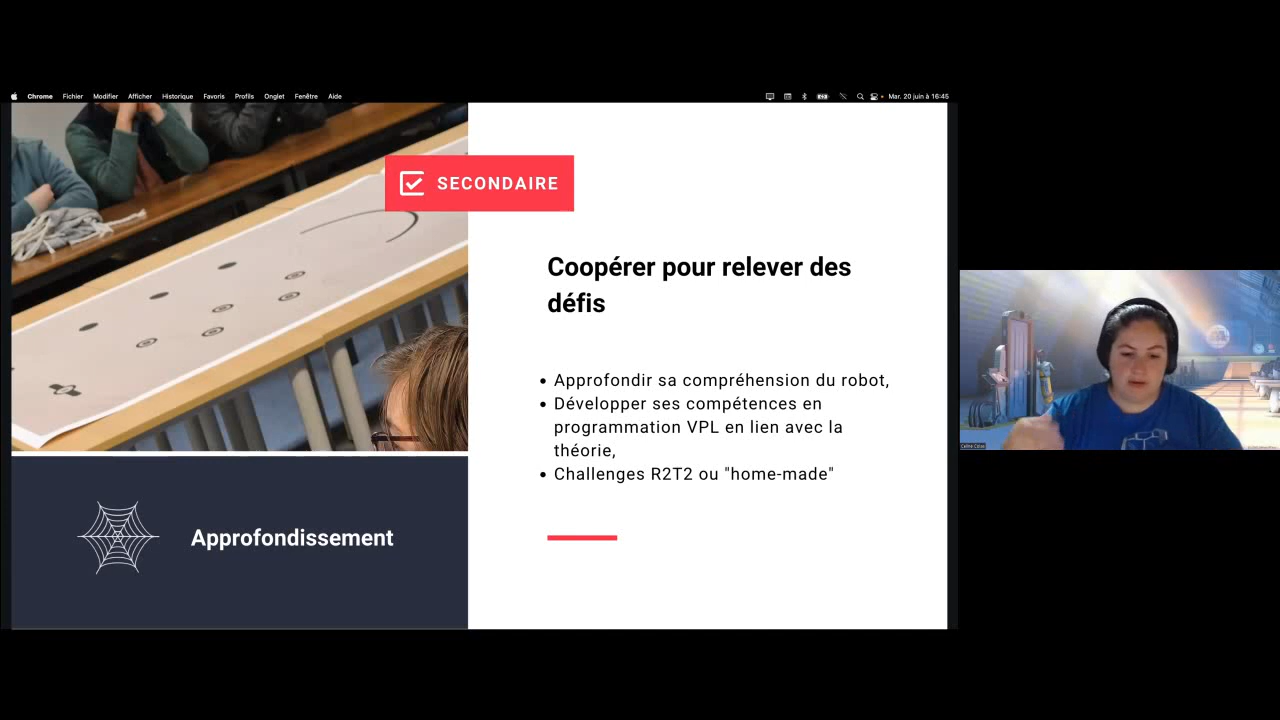 Chrome Fichier Modifier Afficher Historique Favoris Profils Onglet Fenêtre Aide Mar. 20 juin à 16:45
SECONDAIRE
Coopérer pour relever des
défis
• Approfondir sa compréhension du robot,
• Développer ses compétences en
programmation VPL en lien avec la
théorie,
• Challenges R2T2 ou "home-made"
Approfondissement